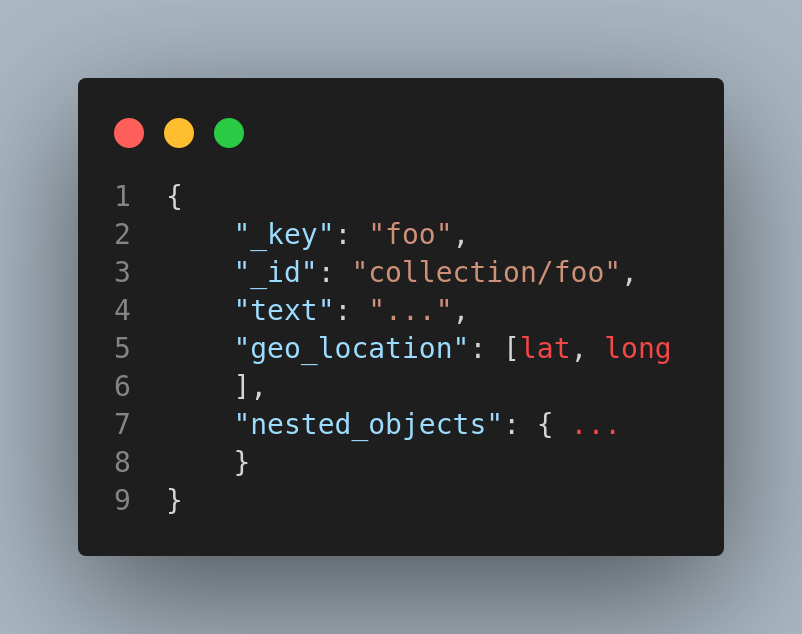 1 {
2     "_key": "foo",
3     "_id": "collection/foo",
4     "text": "...",
5     "geo_location": [lat, long
6     ],
7     "nested_objects": { ...
8     }
9 }